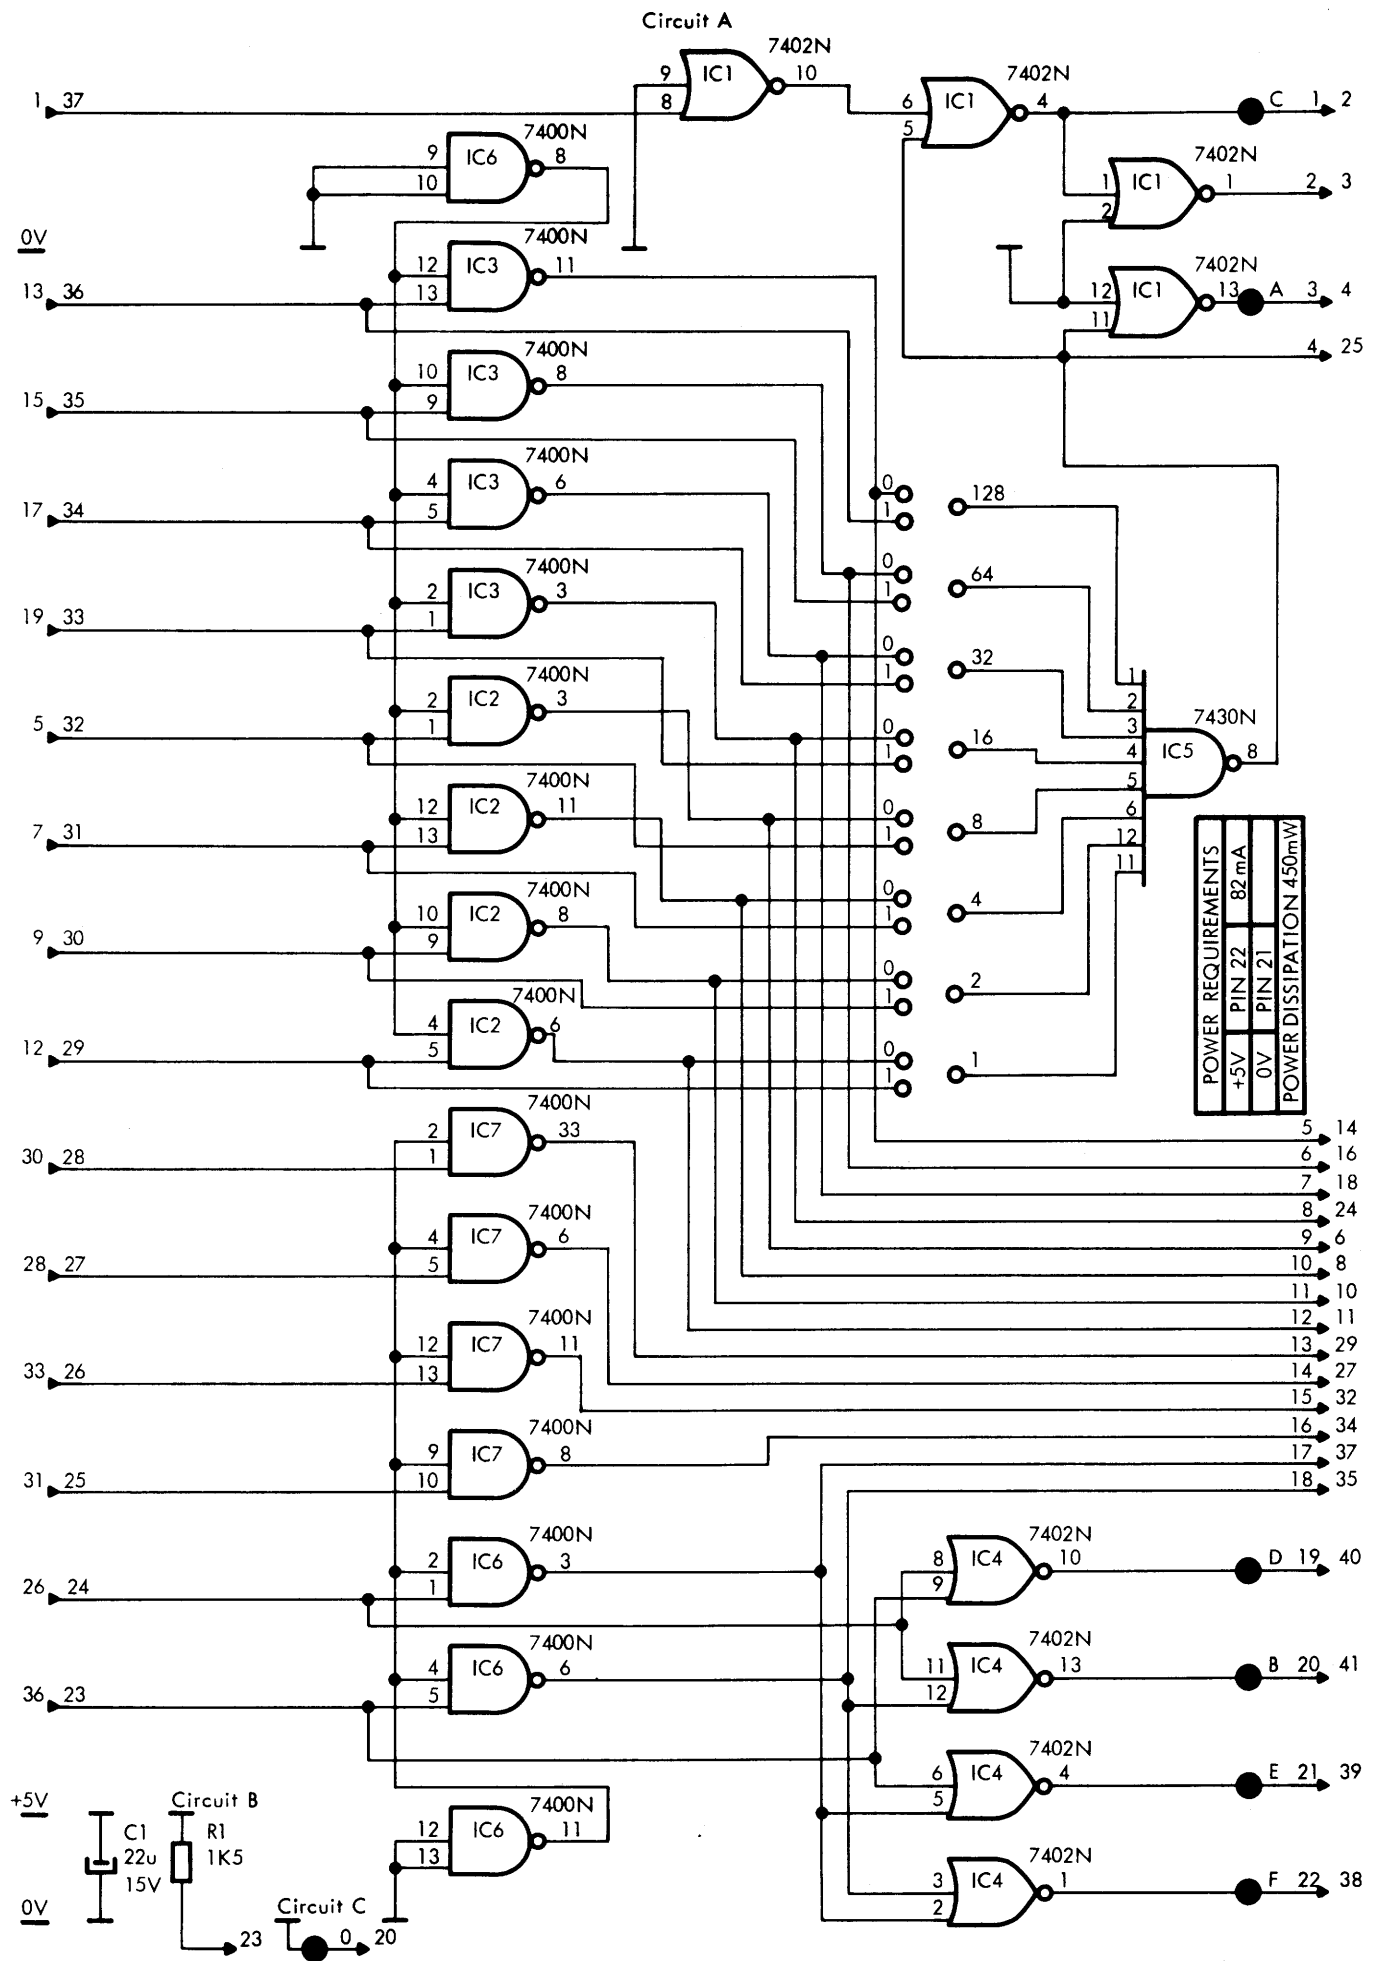 Circuit A
7402N
9 IC1 10
8
7402N
6 IC1 4 C 1 2
5
1 37
7400N
9 IC6 8
10
7402N
1 IC1 1 2 3
2
0V
7400N
12 IC3 11
13
13 36
7402N
12 IC1 13 A 3 4
11
4 25
7400N
10 IC3 8
9
15 35
7400N
4 IC3 6
5
17 34
0 128
1
7400N
2 IC3 3
1
19 33
0 64
1
7400N
2 IC2 3
1
5 32
0 32
1
0 16
1
7430N
1
2
3
4 IC5 8
5
6
12
11
7400N
12 IC2 11
13
7 31
0 8
1
7400N
10 IC2 8
9
9 30
0 4
1
0 2
1
7400N
4 IC2 6
5
12 29
0 1
1
POWER REQUIREMENTS
+5V PIN 22 82 mA
0V PIN 21
POWER DISSIPATION 450mW
7400N
2 IC7 33
1
30 28
5 14
6 16
7 18
8 24
9 6
10 8
11 10
12 11
13 29
14 27
15 32
16 34
17 37
18 35
7400N
4 IC7 6
5
28 27
7400N
12 IC7 11
13
33 26
7400N
9 IC7 8
10
31 25
7400N
2 IC6 3
1
26 24
7402N
8 IC4 10 D 19 40
9
7400N
4 IC6 6
5
36 23
7402N
11 IC4 13 B 20 41
12
7402N
6 IC4 4 E 21 39
5
7400N
12 IC6 11
13
7402N
3 IC4 1 F 22 38
2
+5V
Circuit B
C1
22u
15V
R1
1K5
0V
23
Circuit C
0 20